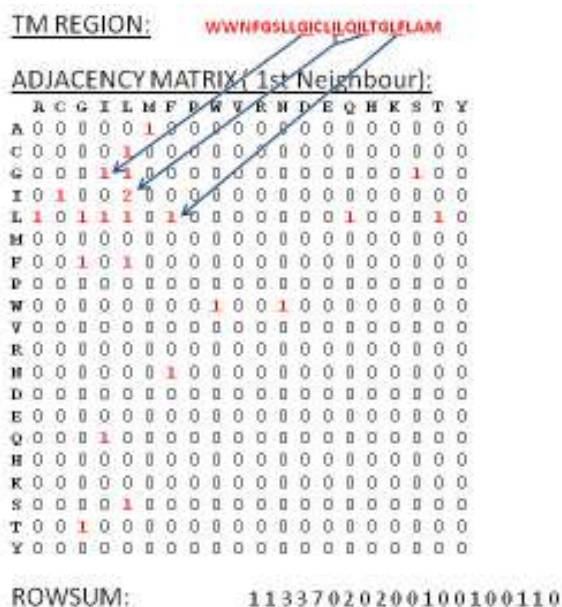 TM REGION: WWNFGSLLGICLILQILTGLFLAM
ADJACENCY MATRIX( 1st Neighbour):
A C G I L M F P W V R N D E Q H K S T Y
A 0 0 0 0 0 1 0 0 0 0 0 0 0 0 0 0 0 0 0 0
C 0 0 0 0 1 0 0 0 0 0 0 0 0 0 0 0 0 0 0 0
G 0 0 0 1 1 0 0 0 0 0 0 0 0 0 0 0 0 1 0 0
I 0 1 0 0 2 0 0 0 0 0 0 0 0 0 0 0 0 0 0 0
L 1 0 1 1 1 0 1 0 0 0 0 0 0 0 1 0 0 0 1 0
M 0 0 0 0 0 0 0 0 0 0 0 0 0 0 0 0 0 0 0 0
F 0 0 1 0 1 0 0 0 0 0 0 0 0 0 0 0 0 0 0 0
P 0 0 0 0 0 0 0 0 0 0 0 0 0 0 0 0 0 0 0 0
W 0 0 0 0 0 0 0 0 1 0 0 1 0 0 0 0 0 0 0 0
V 0 0 0 0 0 0 0 0 0 0 0 0 0 0 0 0 0 0 0 0
R 0 0 0 0 0 0 0 0 0 0 0 0 0 0 0 0 0 0 0 0
N 0 0 0 0 0 0 1 0 0 0 0 0 0 0 0 0 0 0 0 0
D 0 0 0 0 0 0 0 0 0 0 0 0 0 0 0 0 0 0 0 0
E 0 0 0 0 0 0 0 0 0 0 0 0 0 0 0 0 0 0 0 0
Q 0 0 0 1 0 0 0 0 0 0 0 0 0 0 0 0 0 0 0 0
H 0 0 0 0 0 0 0 0 0 0 0 0 0 0 0 0 0 0 0 0
K 0 0 0 0 0 0 0 0 0 0 0 0 0 0 0 0 0 0 0 0
S 0 0 0 0 1 0 0 0 0 0 0 0 0 0 0 0 0 0 0 0
T 0 0 1 0 0 0 0 0 0 0 0 0 0 0 0 0 0 0 0 0
Y 0 0 0 0 0 0 0 0 0 0 0 0 0 0 0 0 0 0 0 0
ROWSUM: 1 1 3 3 7 0 2 0 2 0 0 1 0 0 1 0 0 1 1 0